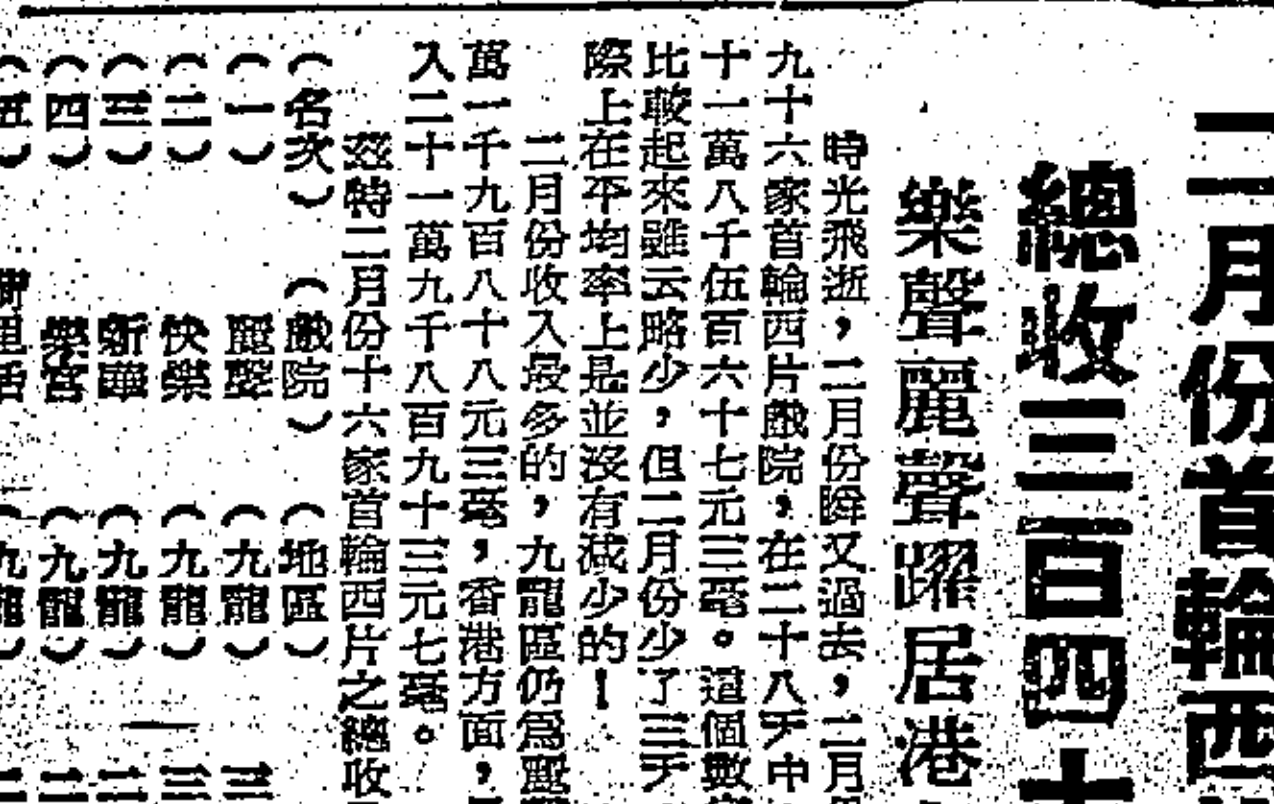 二月份首輪西
總收三百四十
樂聲麗聲躍居港
時光飛逝，二月份瞬又過去，二月
九十六家首輪西片戲院，在二十八天中
十一萬八千伍百六十七元三毫。這個數
比較起來雖云略少，但二月份少了三天
際上在平均率上是並沒有减少的！
二月份收入最多的，九龍區仍爲麗
萬一千九百八十八元三毫，香港方面，
入二十一萬九千八百九十三元七毫。
茲特二月份十六家首輪西片之總收
（名次）（戲院）（地區）
（一）麗聲（九龍）三
（二）快樂（九龍）三
（三）新華（九龍）二
（四）樂宮（九龍）二
（五）（九龍）二